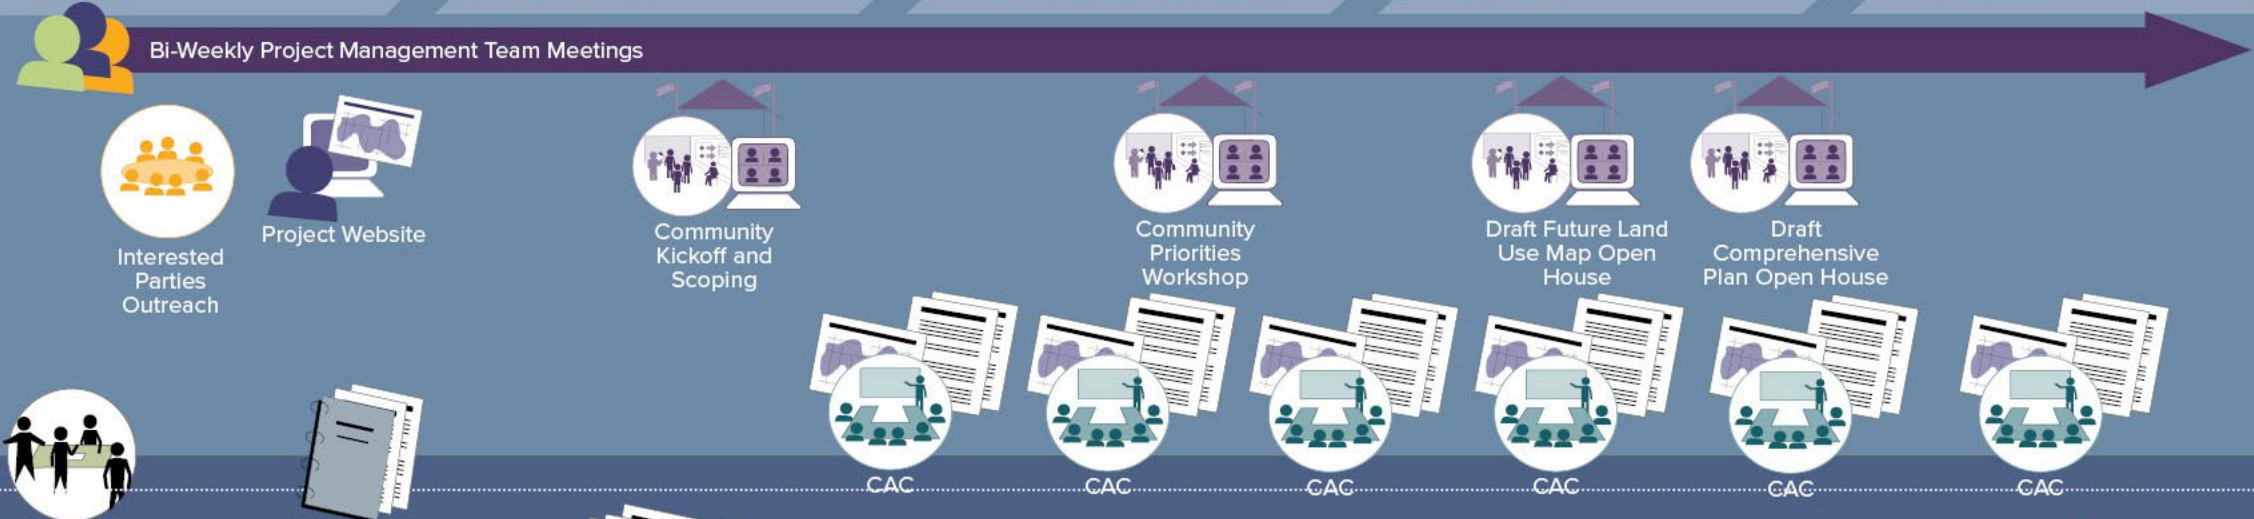 Bi-Weekly Project Management Team Meetings
Interested
Parties
Outreach
Project Website
Community
Kickoff and
Scoping
Community
Priorities
Workshop
Draft Future Land
Use Map Open
House
Draft
Comprehensive
Plan Open House
CAC
CAC
CAC
CAC
CAC
CAC